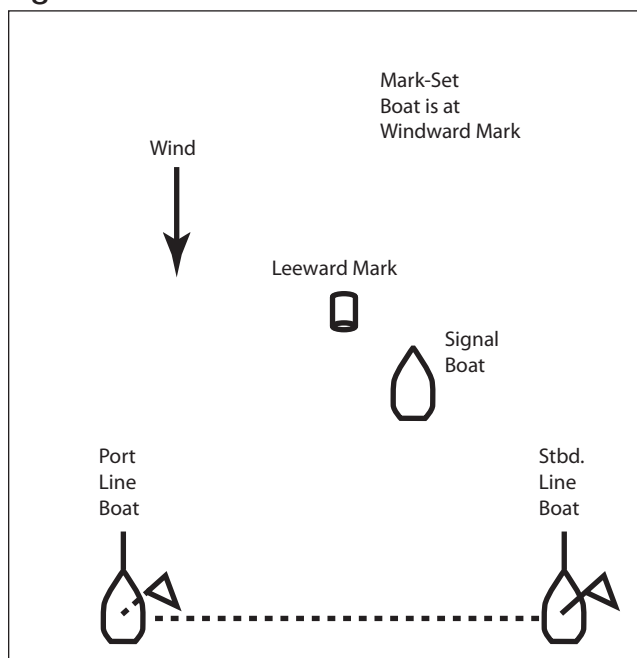 Mark-Set
Boat is at
Windward Mark
Wind
Leeward Mark
Signal
Boat
Port
Line
Boat
Stbd.
Line
Boat